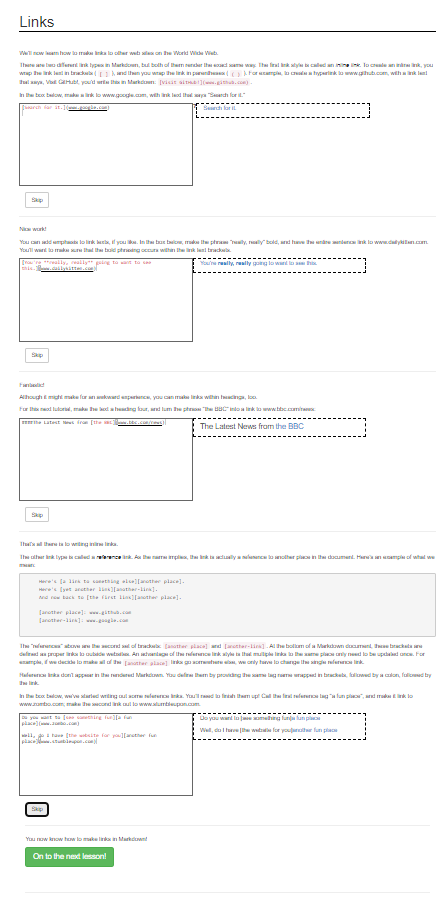 Links
We'll now learn how to make links to other web sites on the World Wide Web.
There are two different link types in Markdown, but both of them render the exact same way. The first link style is called an inline link. To create an inline link, you
wrap the link text in brackets ( [ ] ), and then you wrap the link in parenthesis ( ( ) ). For example, to create a hyperlink to www.github.com, with a link text
that says, Visit GitHub!, you'd write this in Markdown: [Visit GitHub!](www.github.com) .
In the box below, make a link to www.google.com, with link text that says "Search for it."
[Search for it.](www.google.com)
Search for it.
Skip
Nice work!
You can add emphasis to link texts, if you like. In the box below, make the phrase "really, really" bold, and have the entire sentence link to www.dailykitten.com.
You'll want to make sure that the bold phrasing occurs within the link text brackets.
[You're **really, really** going to want to see
this.](www.dailykitten.com)
You're really, really going to want to see this.
Skip
Fantastic!
Although it might make for an awkward experience, you can make links within headings, too.
For this next tutorial, make the text a heading four, and turn the phrase "the BBC" into a link to www.bbc.com/news:
####The Latest News from [the BBC](www.bbc.com/news)
The Latest News from the BBC
Skip
That's all there is to writing inline links.
The other link type is called a reference link. As the name implies, the link is actually a reference to another place in the document. Here's an example of what we
mean:
Here's [a link to something else][another place].
Here's [yet another link][another-link].
And now back to [the first link][another place].
[another place]: www.github.com
[another-link]: www.google.com
The "references" above are the second set of brackets: [another place] and [another-link] . At the bottom of a Markdown document, these brackets are
defined as proper links to outside websites. An advantage of the reference link style is that multiple links to the same place only need to be updated once. For
example, if we decide to make all of the [another place] links go somewhere else, we only have to change the single reference link.
Reference links don't appear in the rendered Markdown. You define them by providing the same tag name wrapped in brackets, followed by a colon, followed by
the link.
In the box below, we've started writing out some reference links. You'll need to finish them up! Call the first reference tag "a fun place", and make it link to
www.zombo.com; make the second link out to www.stumbleupon.com.
Do you want to [see something fun][a fun
place](www.zombo.com)
Well, do I have [the website for you][another fun
place](www.stumbleupon.com)
Do you want to [see something fun]a fun place
Well, do I have [the website for you]another fun place
Skip
You now know how to make links in Markdown!
On to the next lesson!